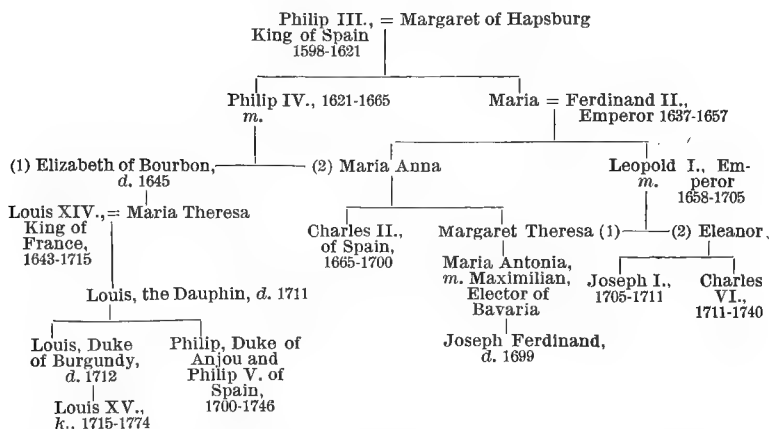 Philip III., = Margaret of Hapsburg
King of Spain
1598-1621
Philip IV., 1621-1665
m.
Maria = Ferdinand II.,
Emperor 1637-1657
(1) Elizabeth of Bourbon,
d. 1645
(2) Maria Anna
Leopold I., Em-
m. peror
1658-1705
Louis XIV., = Maria Theresa
King of
France,
1643-1715
Charles II.,
of Spain,
1665-1700
Margaret Theresa (1)
(2) Eleanor
Maria Antonia,
m. Maximilian,
Elector of
Bavaria
Joseph I.,
1705-1711
Charles
VI.,
1711-1740
Louis, the Dauphin, d. 1711
Joseph Ferdinand,
d. 1699
Louis, Duke
of Burgundy,
d. 1712
Philip, Duke of
Anjou and
Philip V. of
Spain,
1700-1746
Louis XV.,
k., 1715-1774